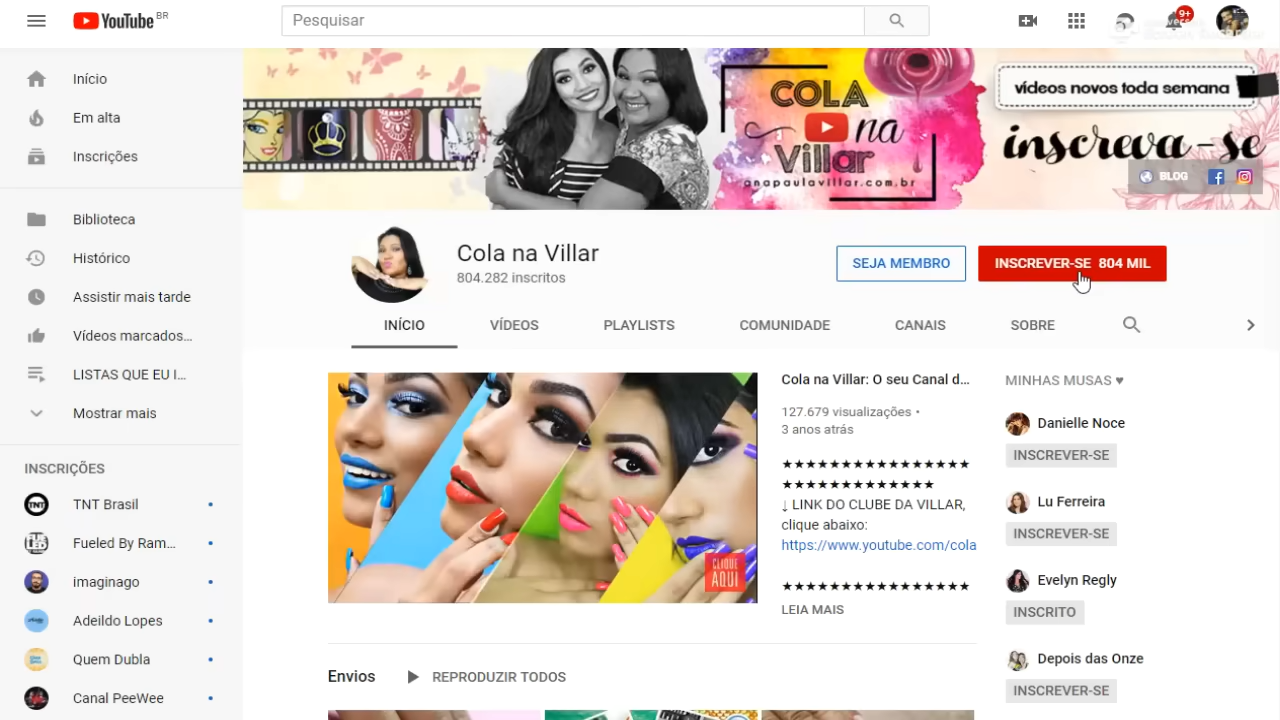 YouTube BR
Pesquisar
9+
Início
Em alta
Inscrições
Biblioteca
Histórico
Assistir mais tarde
Vídeos marcados...
LISTAS QUE EU I...
Mostrar mais
INSCRIÇÕES
TNT Brasil
Fueled By Ram...
imaginago
Adeildo Lopes
Quem Dubla
Canal PeeWee
COLA
na
Villar
anapaulavillar.com.br
vídeos novos toda semana
inscreva-se
BLOG
Cola na Villar
804.282 inscritos
SEJA MEMBRO
INSCREVER-SE 804 MIL
INÍCIO VÍDEOS PLAYLISTS COMUNIDADE CANAIS SOBRE
CLIQUE
AQUI
Cola na Villar: O seu Canal d...
127.679 visualizações •
3 anos atrás
★★★★★★★★★★★★★★★★
★★★★★★★★★★★★★
↓ LINK DO CLUBE DA VILLAR,
clique abaixo:
https://www.youtube.com/cola
★★★★★★★★★★★★★★★★
LEIA MAIS
MINHAS MUSAS ♥
Danielle Noce
INSCREVER-SE
Lu Ferreira
INSCREVER-SE
Evelyn Regly
INSCRITO
Depois das Onze
INSCREVER-SE
Envios
REPRODUZIR TODOS